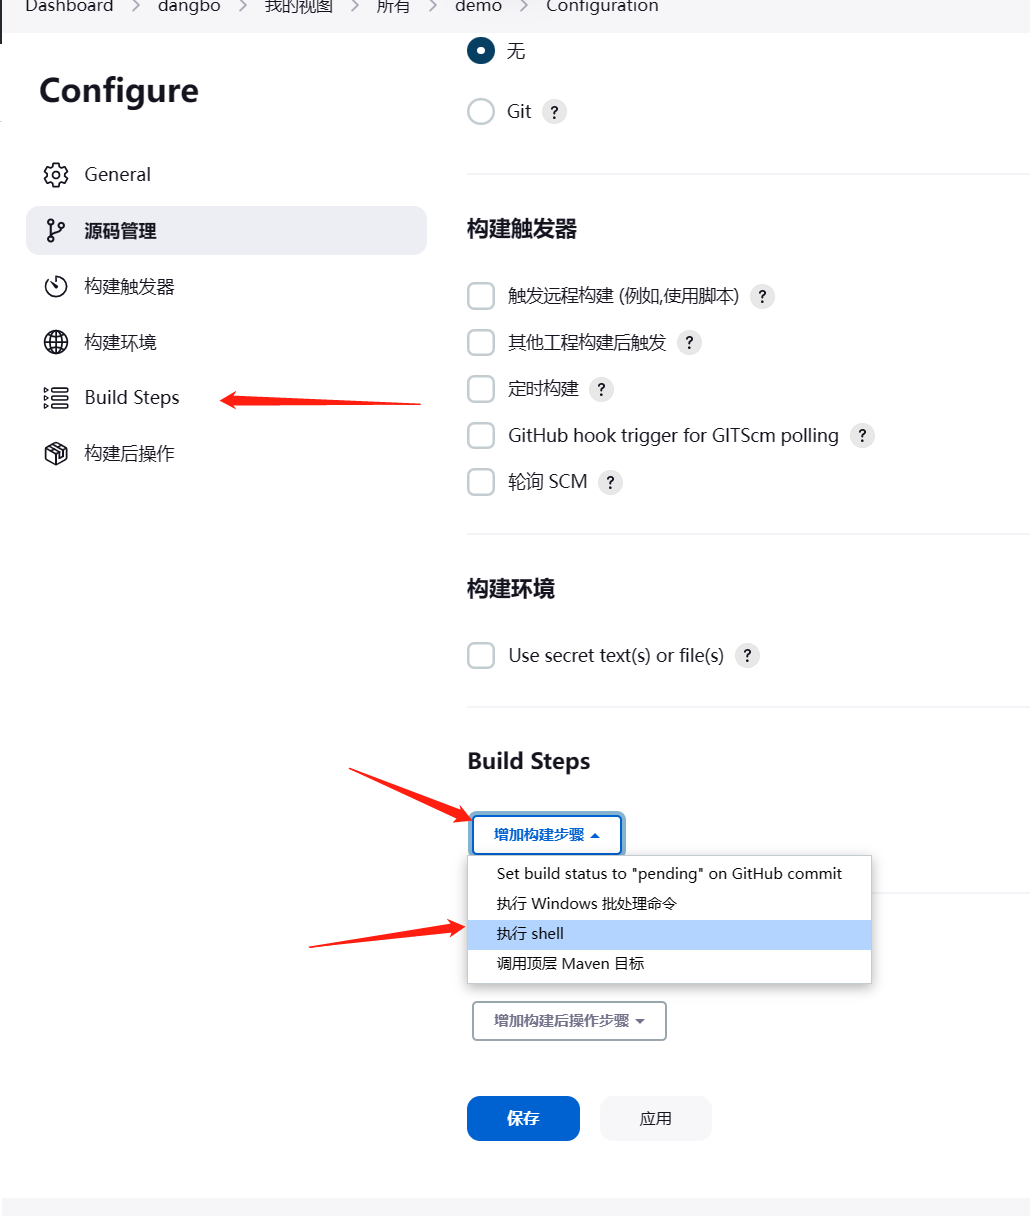 Dashboard > dangbo > 我的视图 > 所有 > demo > Configuration
Configure
General
源码管理
构建触发器
构建环境
Build Steps
构建后操作
无
Git ?
构建触发器
触发远程构建 (例如,使用脚本) ?
其他工程构建后触发 ?
定时构建 ?
GitHub hook trigger for GITScm polling ?
轮询 SCM ?
构建环境
Use secret text(s) or file(s) ?
Build Steps
增加构建步骤
Set build status to "pending" on GitHub commit
执行 Windows 批处理命令
执行 shell
调用顶层 Maven 目标
增加构建后操作步骤
保存
应用